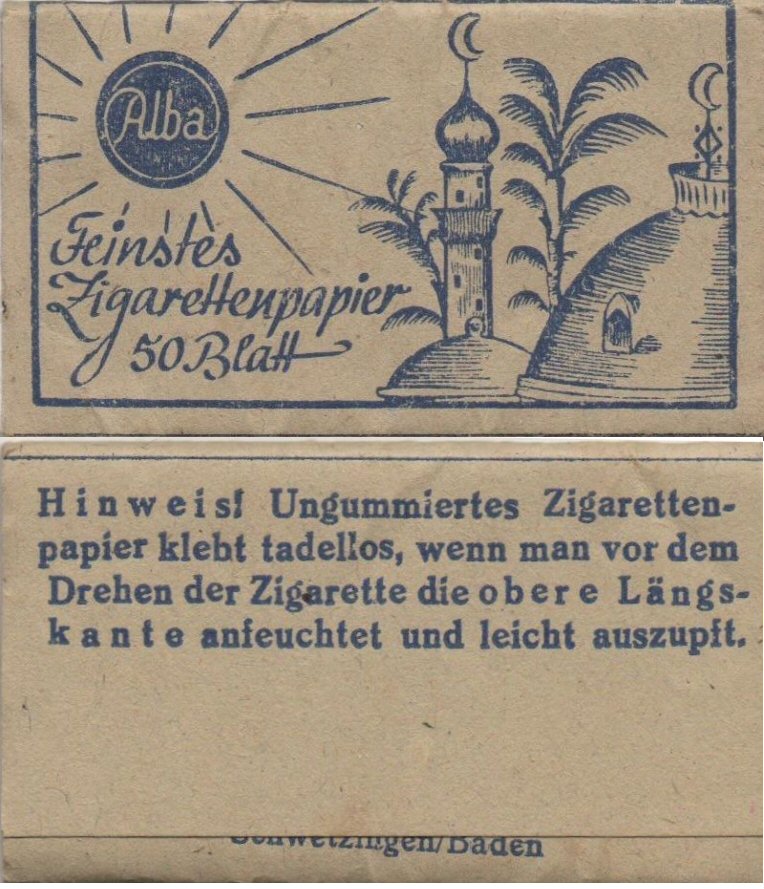 Alba
Feinstes
Zigarettenpapier
50 Blatt
Hinweis! Ungummiertes Zigaretten-
papier klebt tadellos, wenn man vor dem
Drehen der Zigarette die obere Längs-
kante anfeuchtet und leicht auszupft.
Schwetzingen/Baden